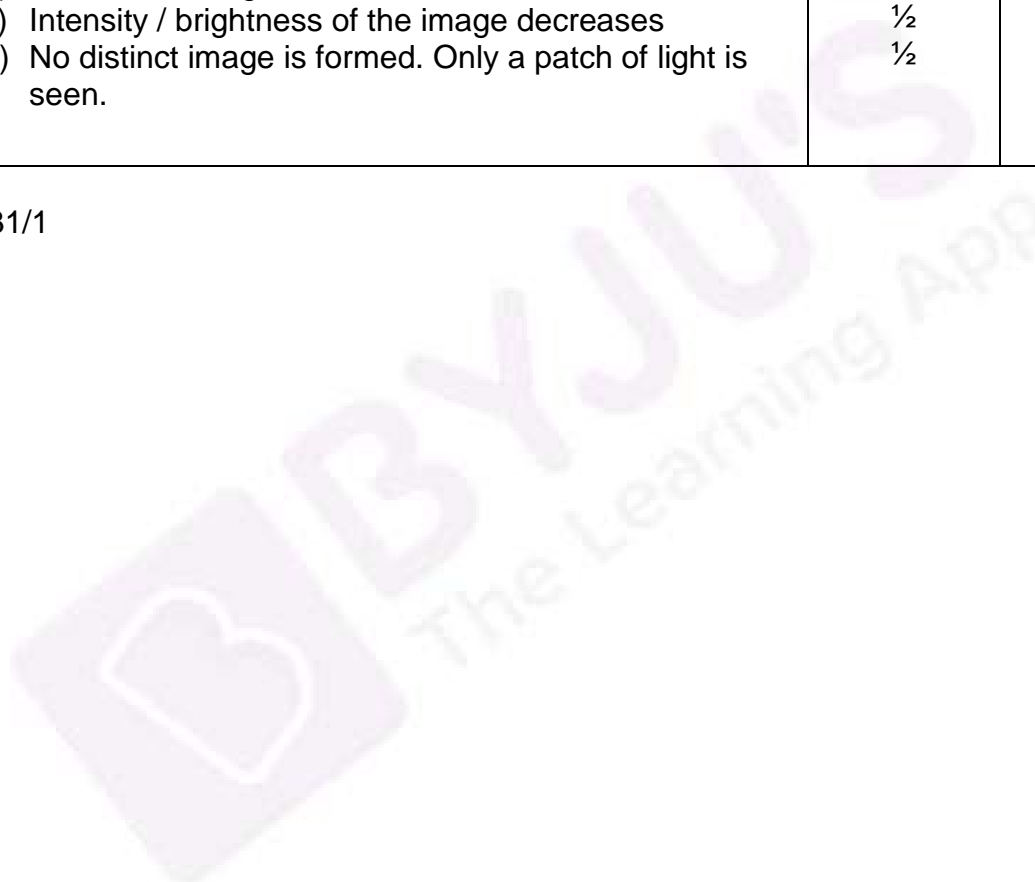 ) Intensity / brightness of the image decreases ½
) No distinct image is formed. Only a patch of light is ½
seen.
31/1
BYJU'S
The Learning App